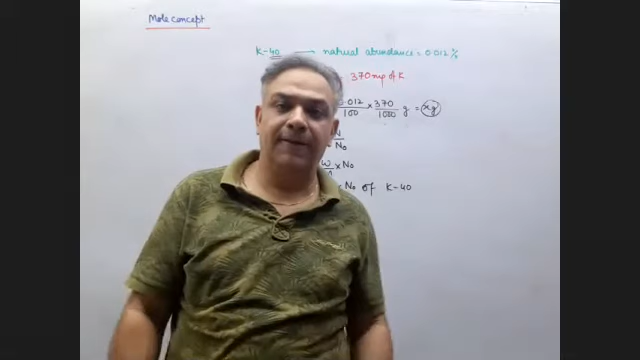 Mole concept
K-40 — natural abundance = 0.012 %
370 mg of K
0.012/100 × 370/1000 g = xg
N/N₀
w/ × N₀
× N₀ of K-40